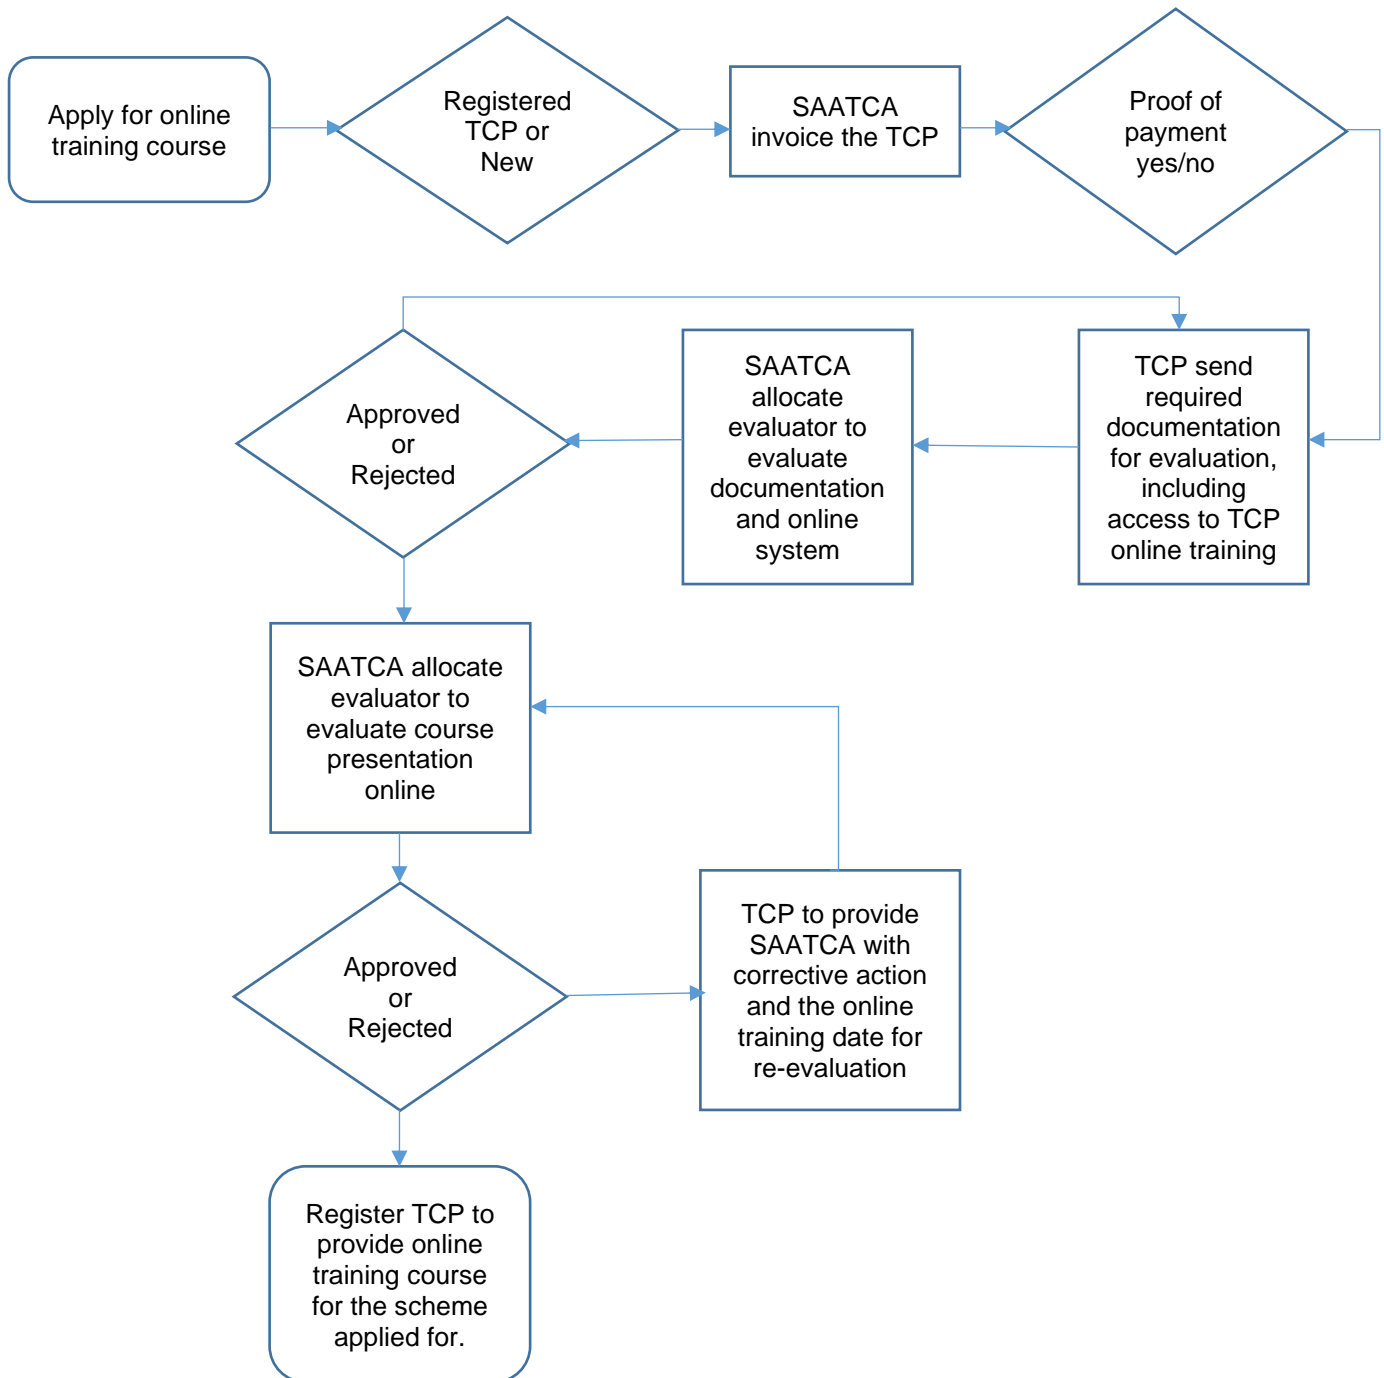 Apply for online
training course
Registered
TCP or
New
SAATCA
invoice the TCP
Proof of
payment
yes/no
TCP send
required
documentation
for evaluation,
including
access to TCP
online training
SAATCA
allocate
evaluator to
evaluate
documentation
and online
system
Approved
or
Rejected
SAATCA allocate
evaluator to
evaluate course
presentation
online
Approved
or
Rejected
TCP to provide
SAATCA with
corrective action
and the online
training date for
re-evaluation
Register TCP to
provide online
training course
for the scheme
applied for.